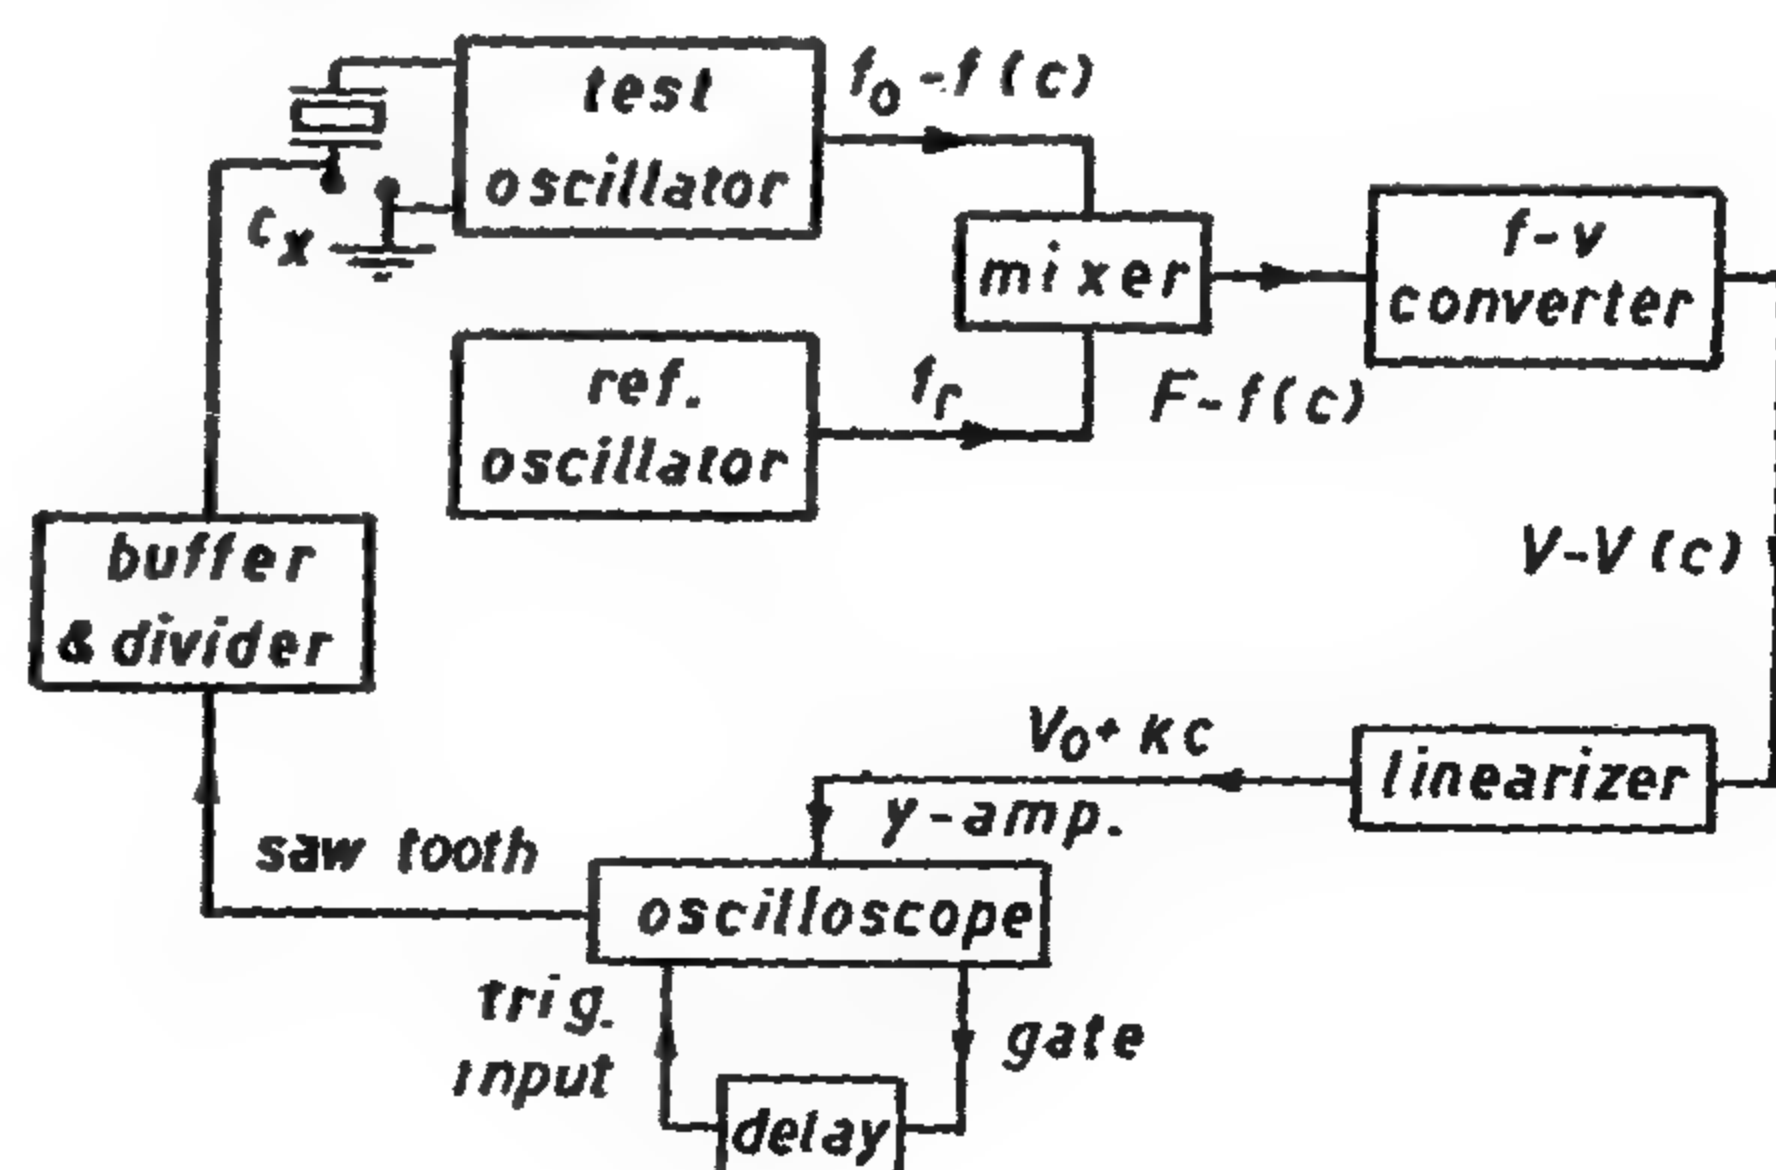 test
oscillator
f₀-f(c)
cₓ
mixer
f-v
converter
ref.
oscillator
fᵣ
F-f(c)
buffer
& divider
V-V(c)
V₀+KC
linearizer
y-amp.
saw tooth
oscilloscope
trig.
input
gate
delay